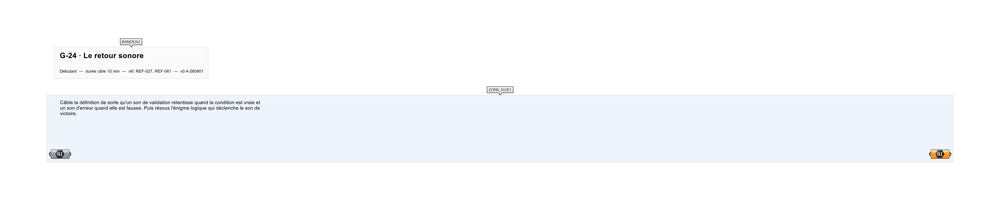 BANDEAU
G-24 · Le retour sonore
Débutant — durée cible 10 min — réf. REF-027, REF-061 — v0.4-260901
ZONE_SUJET
Câble la définition de sorte qu'un son de validation retentisse quand la condition est vraie et
un son d'erreur quand elle est fausse. Puis résous l'énigme logique qui déclenche le son de
victoire.
0.1
0.1